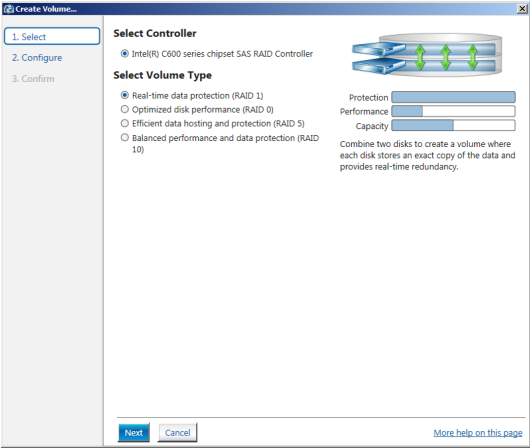 Create Volume...
1. Select
2. Configure
3. Confirm
Select Controller
Intel(R) C600 series chipset SAS RAID Controller
Select Volume Type
Real-time data protection (RAID 1)
Optimized disk performance (RAID 0)
Efficient data hosting and protection (RAID 5)
Balanced performance and data protection (RAID
10)
Protection
Performance
Capacity
Combine two disks to create a volume where
each disk stores an exact copy of the data and
provides real-time redundancy.
Next
Cancel
More help on this page